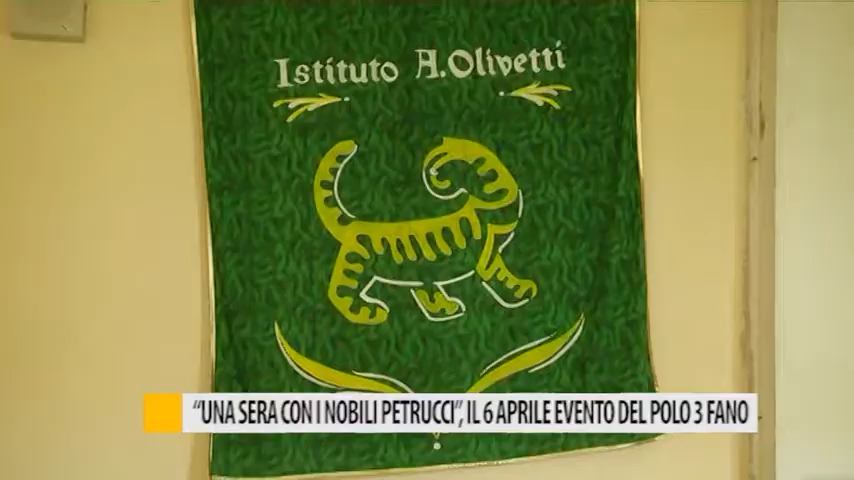 Istituto A.Olivetti
“UNA SERA CON I NOBILI PETRUCCI”, IL 6 APRILE EVENTO DEL POLO 3 FANO